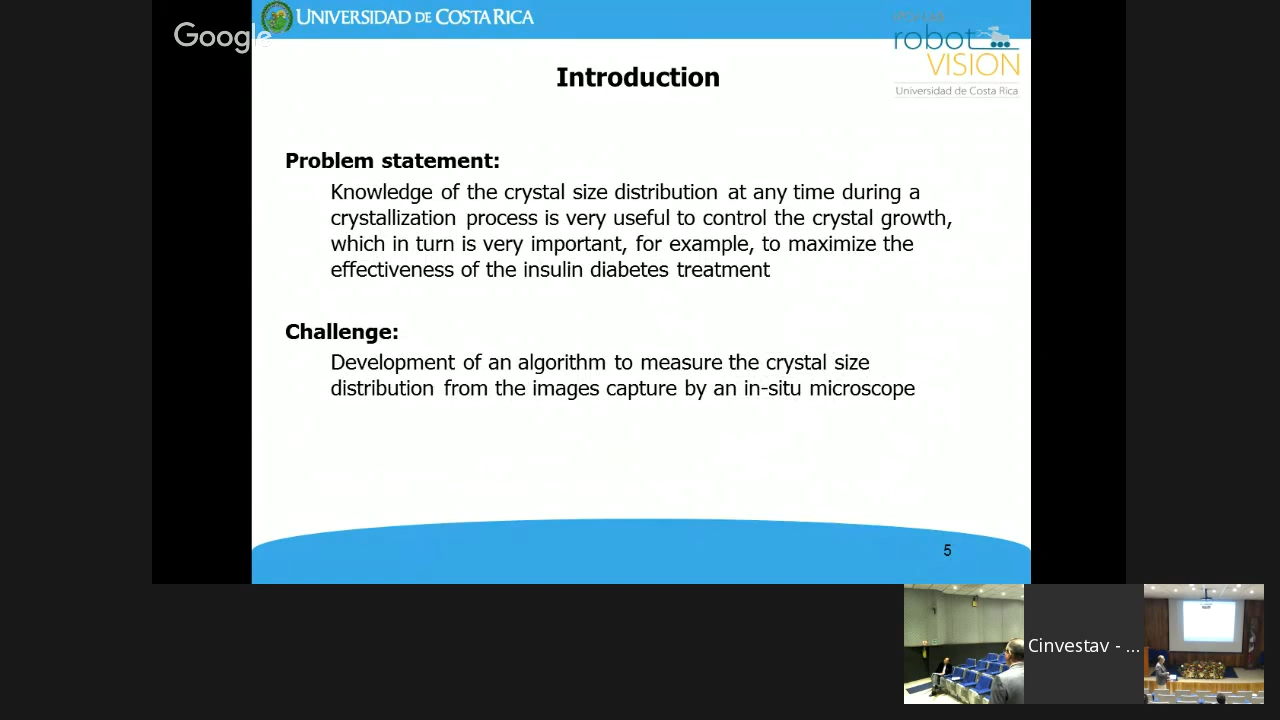 UNIVERSIDAD DE COSTA RICA
Google
robot
VISION
Universidad de Costa Rica
Introduction
Problem statement:
Knowledge of the crystal size distribution at any time during a
crystallization process is very useful to control the crystal growth,
which in turn is very important, for example, to maximize the
effectiveness of the insulin diabetes treatment
Challenge:
Development of an algorithm to measure the crystal size
distribution from the images capture by an in-situ microscope
5
Cinvestav - ...